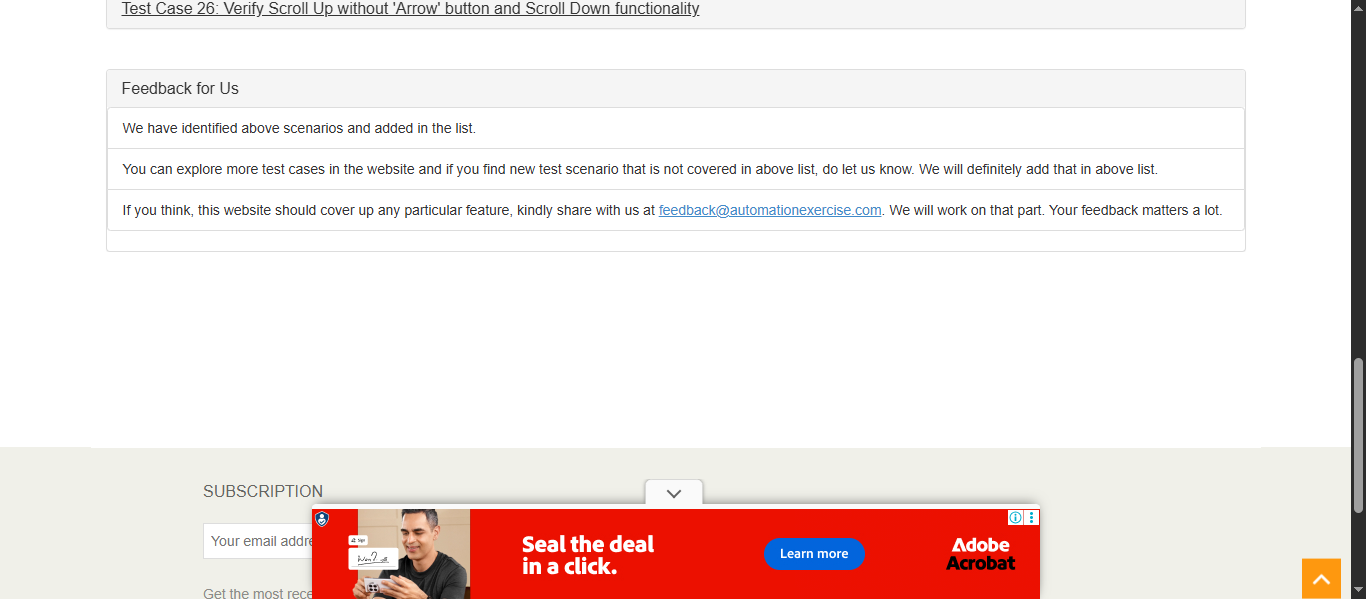 Test Case 26: Verify Scroll Up without 'Arrow' button and Scroll Down functionality
Feedback for Us
We have identified above scenarios and added in the list.
You can explore more test cases in the website and if you find new test scenario that is not covered in above list, do let us know. We will definitely add that in above list.
If you think, this website should cover up any particular feature, kindly share with us at feedback@automationexercise.com. We will work on that part. Your feedback matters a lot.
SUBSCRIPTION
Your email addre
Get the most rece
Seal the deal
in a click.
Learn more
Adobe
Acrobat